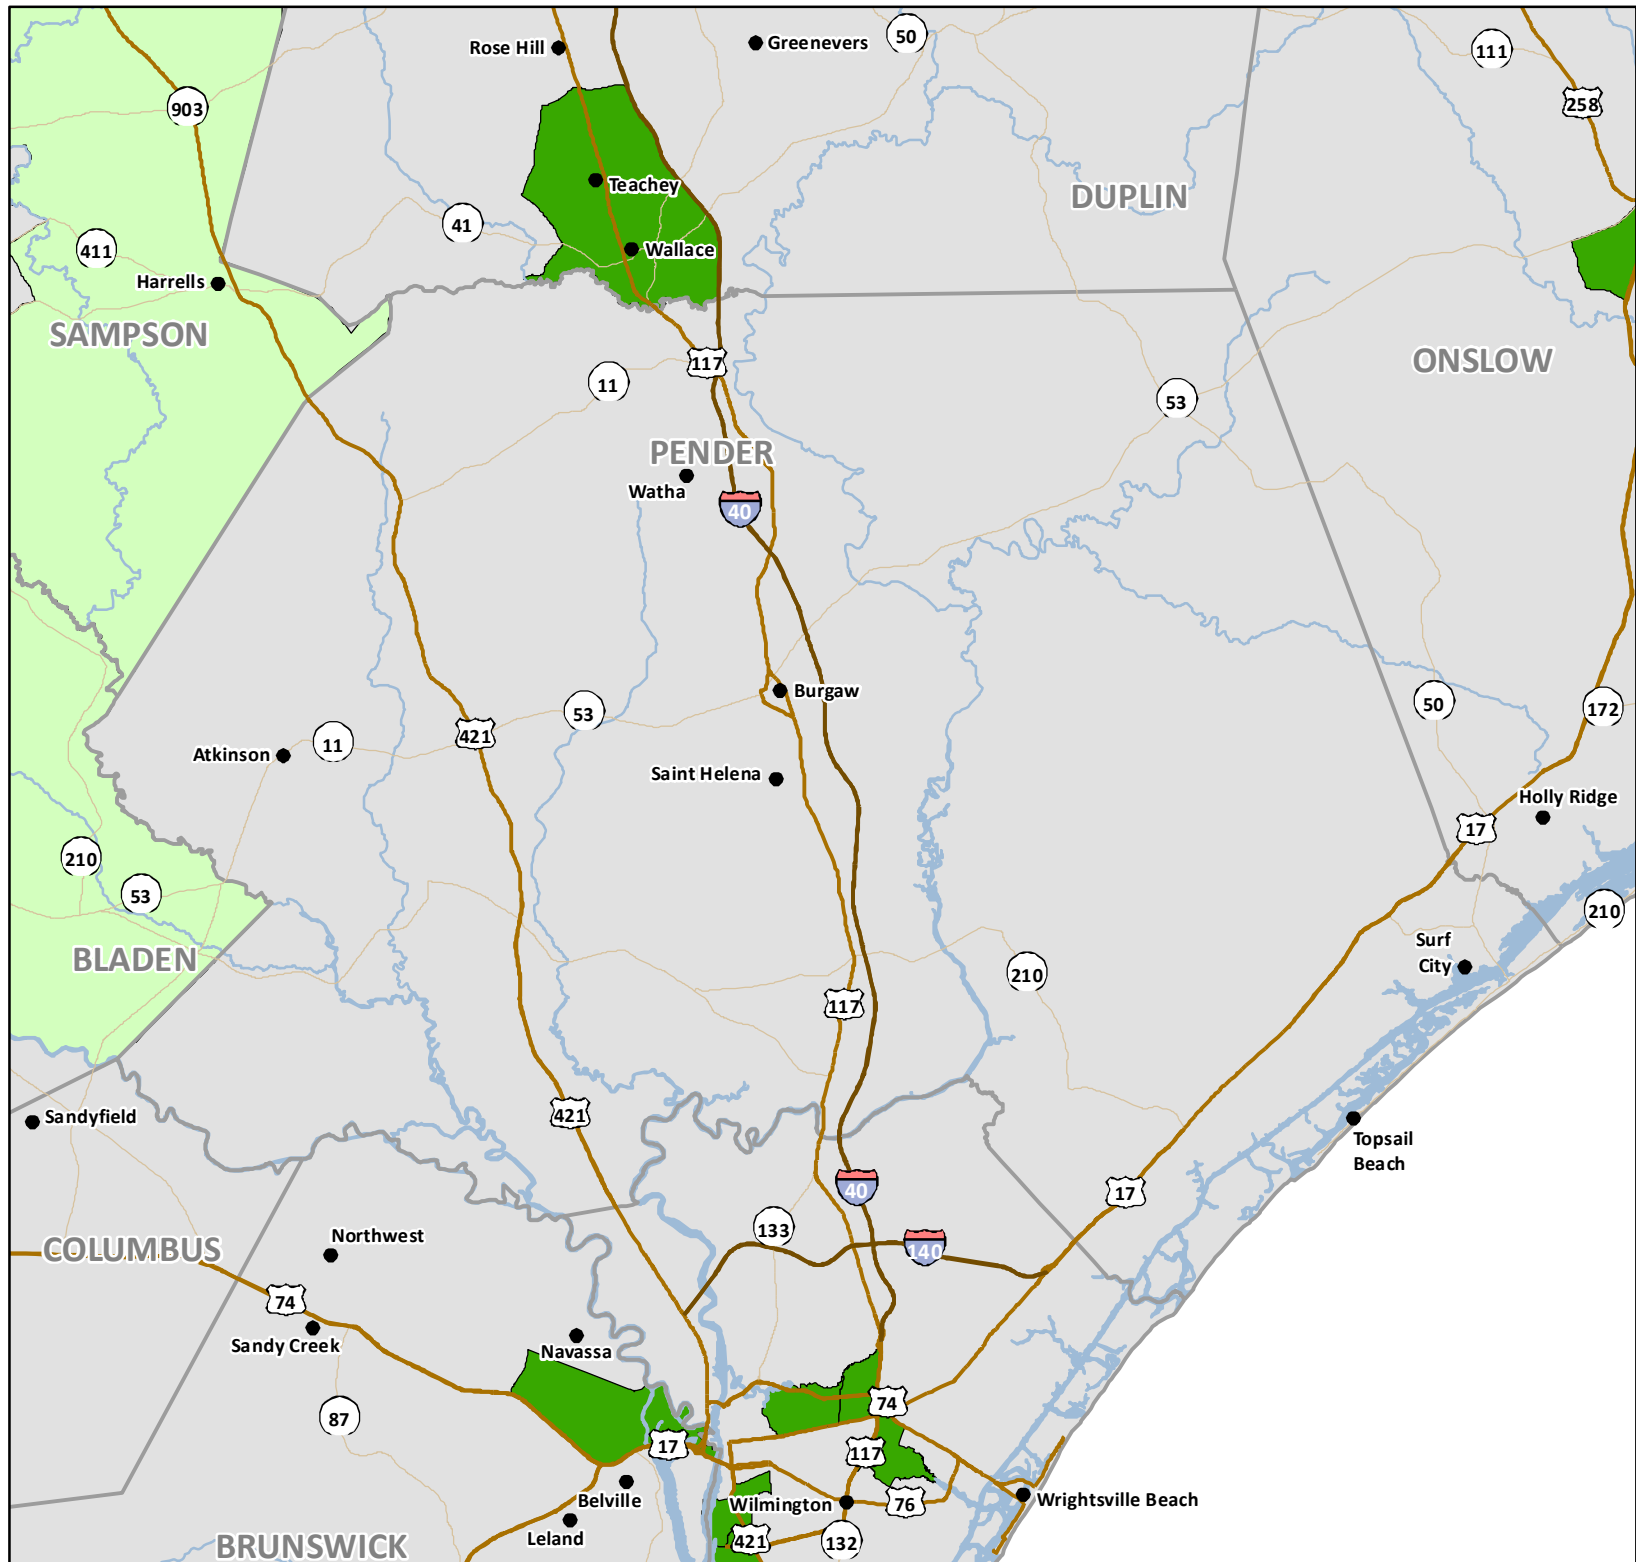 Rose Hill
Greenevers
50
111
903
258
Teachey
DUPLIN
41
411
Wallace
Harrells
SAMPSON
117
ONSLOW
11
53
PENDER
Watha
40
Burgaw
50
172
53
421
11
Atkinson
Saint Helena
Holly Ridge
17
210
53
210
Surf
City
BLADEN
210
117
421
Sandyfield
Topsail
Beach
40
17
133
Northwest
COLUMBUS
140
74
Sandy Creek
Navassa
87
74
17
117
Belville
Wilmington
76
Wrightsville Beach
Leland
421
132
BRUNSWICK